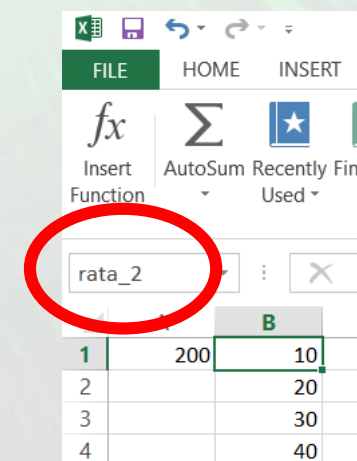 FILE HOME INSERT
fx Σ
Insert AutoSum Recently Fin
Function Used
rata_2
B
1 200 10
2 20
3 30
4 40